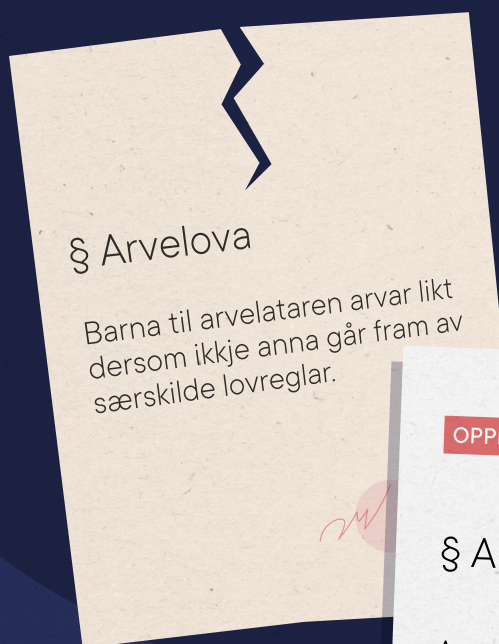 § Arvelova
Barna til arvelataren arvar likt
dersom ikkje anna går fram av
særskilde lovreglar.
OPP
§ A